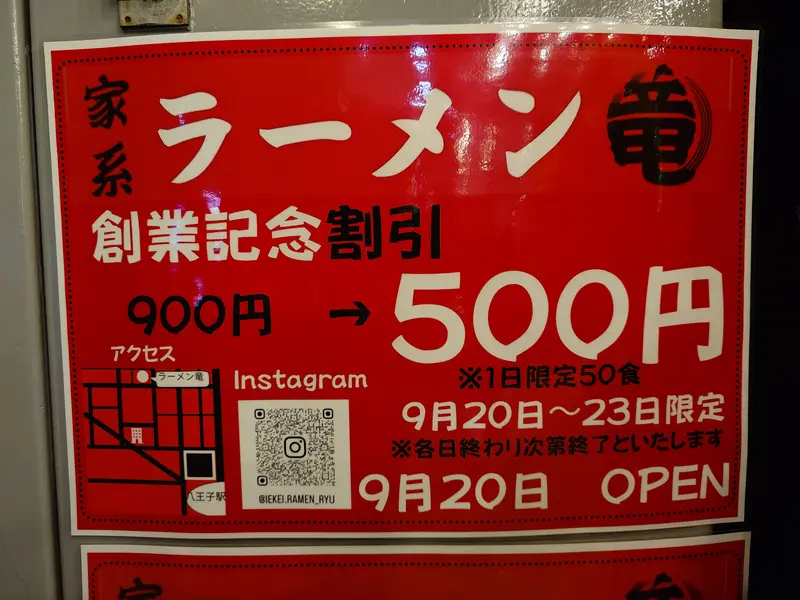 家系 ラーメン 竜
創業記念割引
900円 → 500円
※1日限定50食
9月20日~23日限定
※各日終わり次第終了といたします
9月20日 OPEN
アクセス
ラーメン竜
八王子駅
Instagram
@IEKEI.RAMEN_RYU